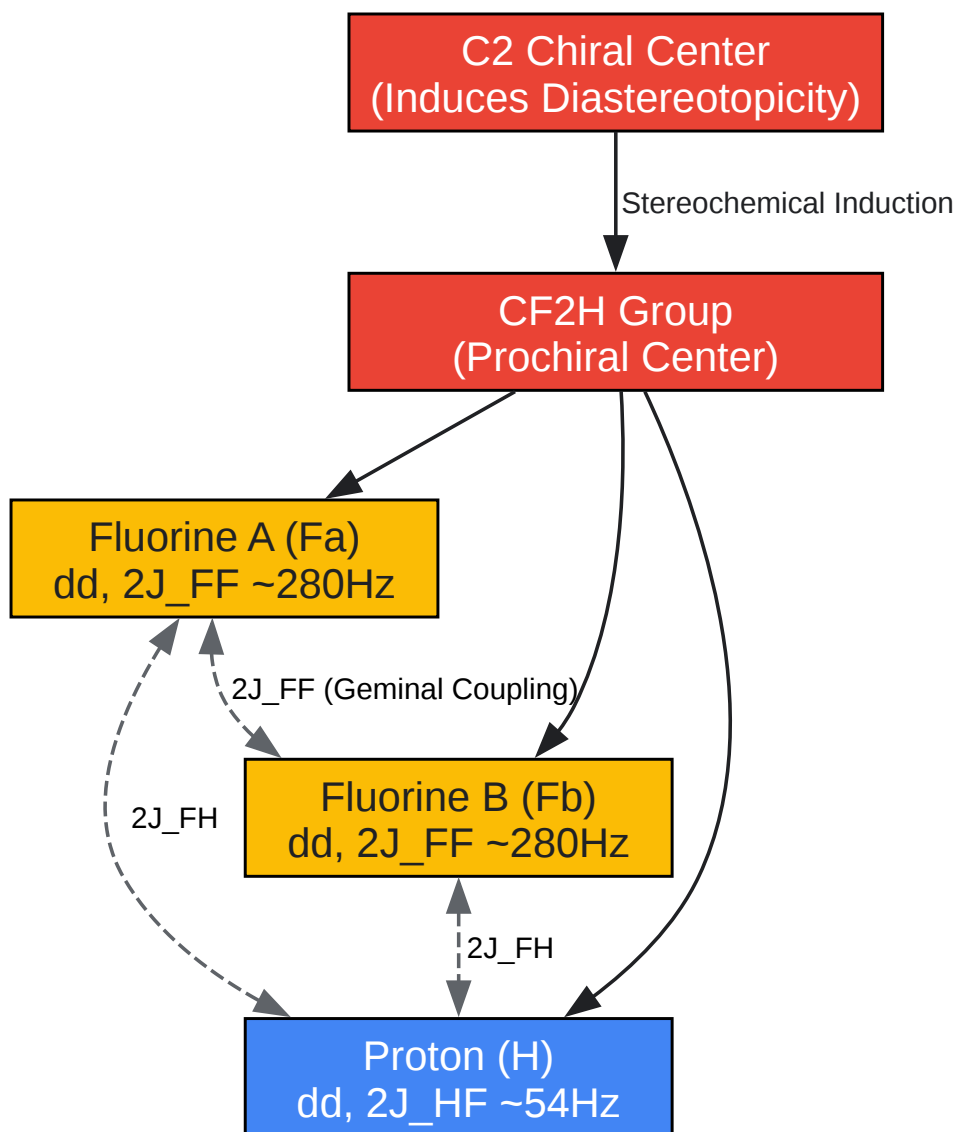 C2 Chiral Center
(Induces Diastereotopicity)
Stereochemical Induction
CF2H Group
(Prochiral Center)
Fluorine A (Fa)
dd, 2J_FF ~280Hz
2J_FF (Geminal Coupling)
Fluorine B (Fb)
dd, 2J_FF ~280Hz
2J_FH
2J_FH
Proton (H)
dd, 2J_HF ~54Hz